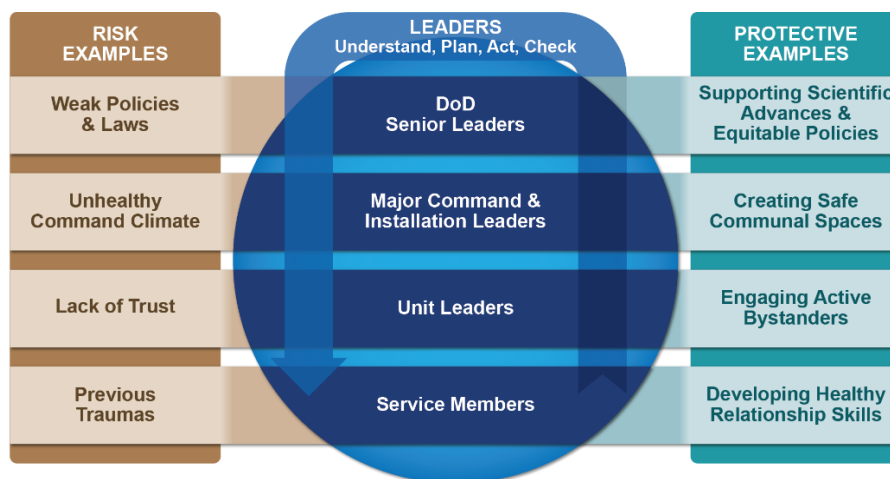 RISK
EXAMPLES
LEADERS
Understand, Plan, Act, Check
PROTECTIVE
EXAMPLES
Weak Policies
& Laws
DoD
Senior Leaders
Supporting Scientific
Advances &
Equitable Policies
Unhealthy
Command Climate
Major Command &
Installation Leaders
Creating Safe
Communal Spaces
Lack of Trust
Unit Leaders
Engaging Active
Bystanders
Previous
Traumas
Service Members
Developing Healthy
Relationship Skills